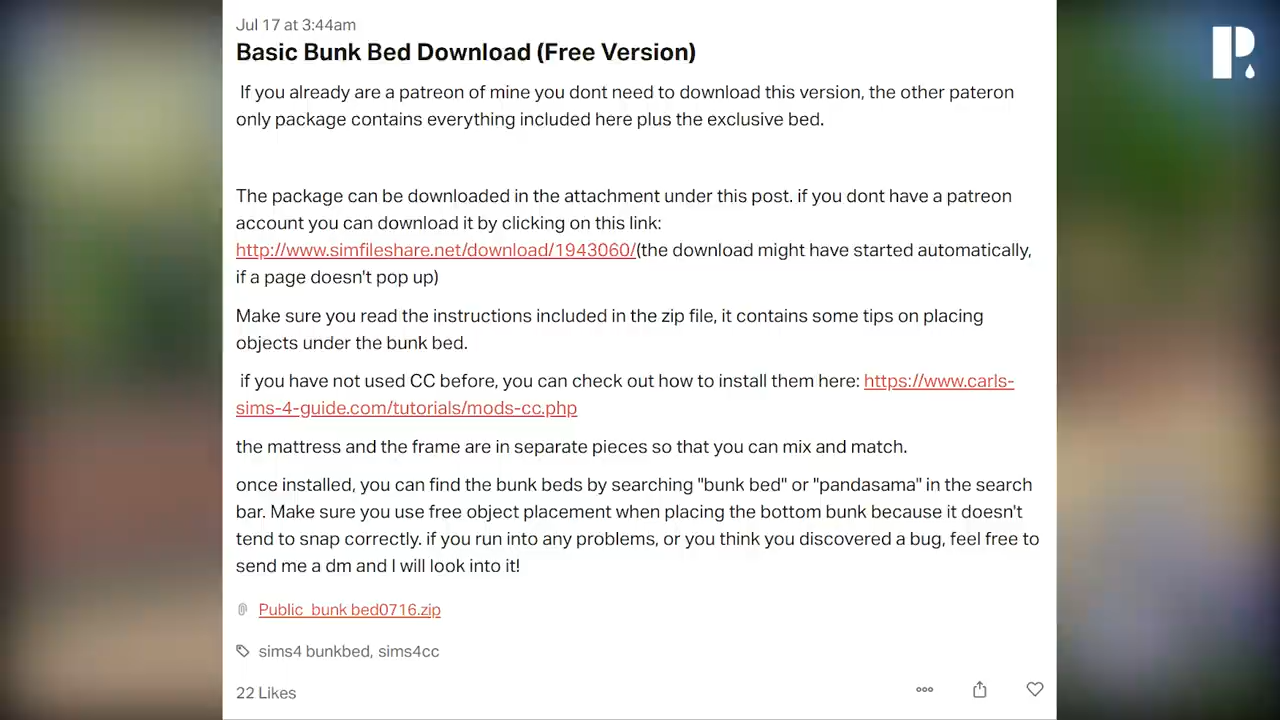 Jul 17 at 3:44am
Basic Bunk Bed Download (Free Version)
If you already are a patreon of mine you dont need to download this version, the other pateron
only package contains everything included here plus the exclusive bed.
The package can be downloaded in the attachment under this post. if you dont have a patreon
account you can download it by clicking on this link:
http://www.simfileshare.net/download/1943060/(the download might have started automatically,
if a page doesn't pop up)
Make sure you read the instructions included in the zip file, it contains some tips on placing
objects under the bunk bed.
if you have not used CC before, you can check out how to install them here: https://www.carls-
sims-4-guide.com/tutorials/mods-cc.php
the mattress and the frame are in separate pieces so that you can mix and match.
once installed, you can find the bunk beds by searching "bunk bed" or "pandasama" in the search
bar. Make sure you use free object placement when placing the bottom bunk because it doesn't
tend to snap correctly. if you run into any problems, or you think you discovered a bug, feel free to
send me a dm and I will look into it!
Public bunk bed0716.zip
sims4 bunkbed, sims4cc
22 Likes